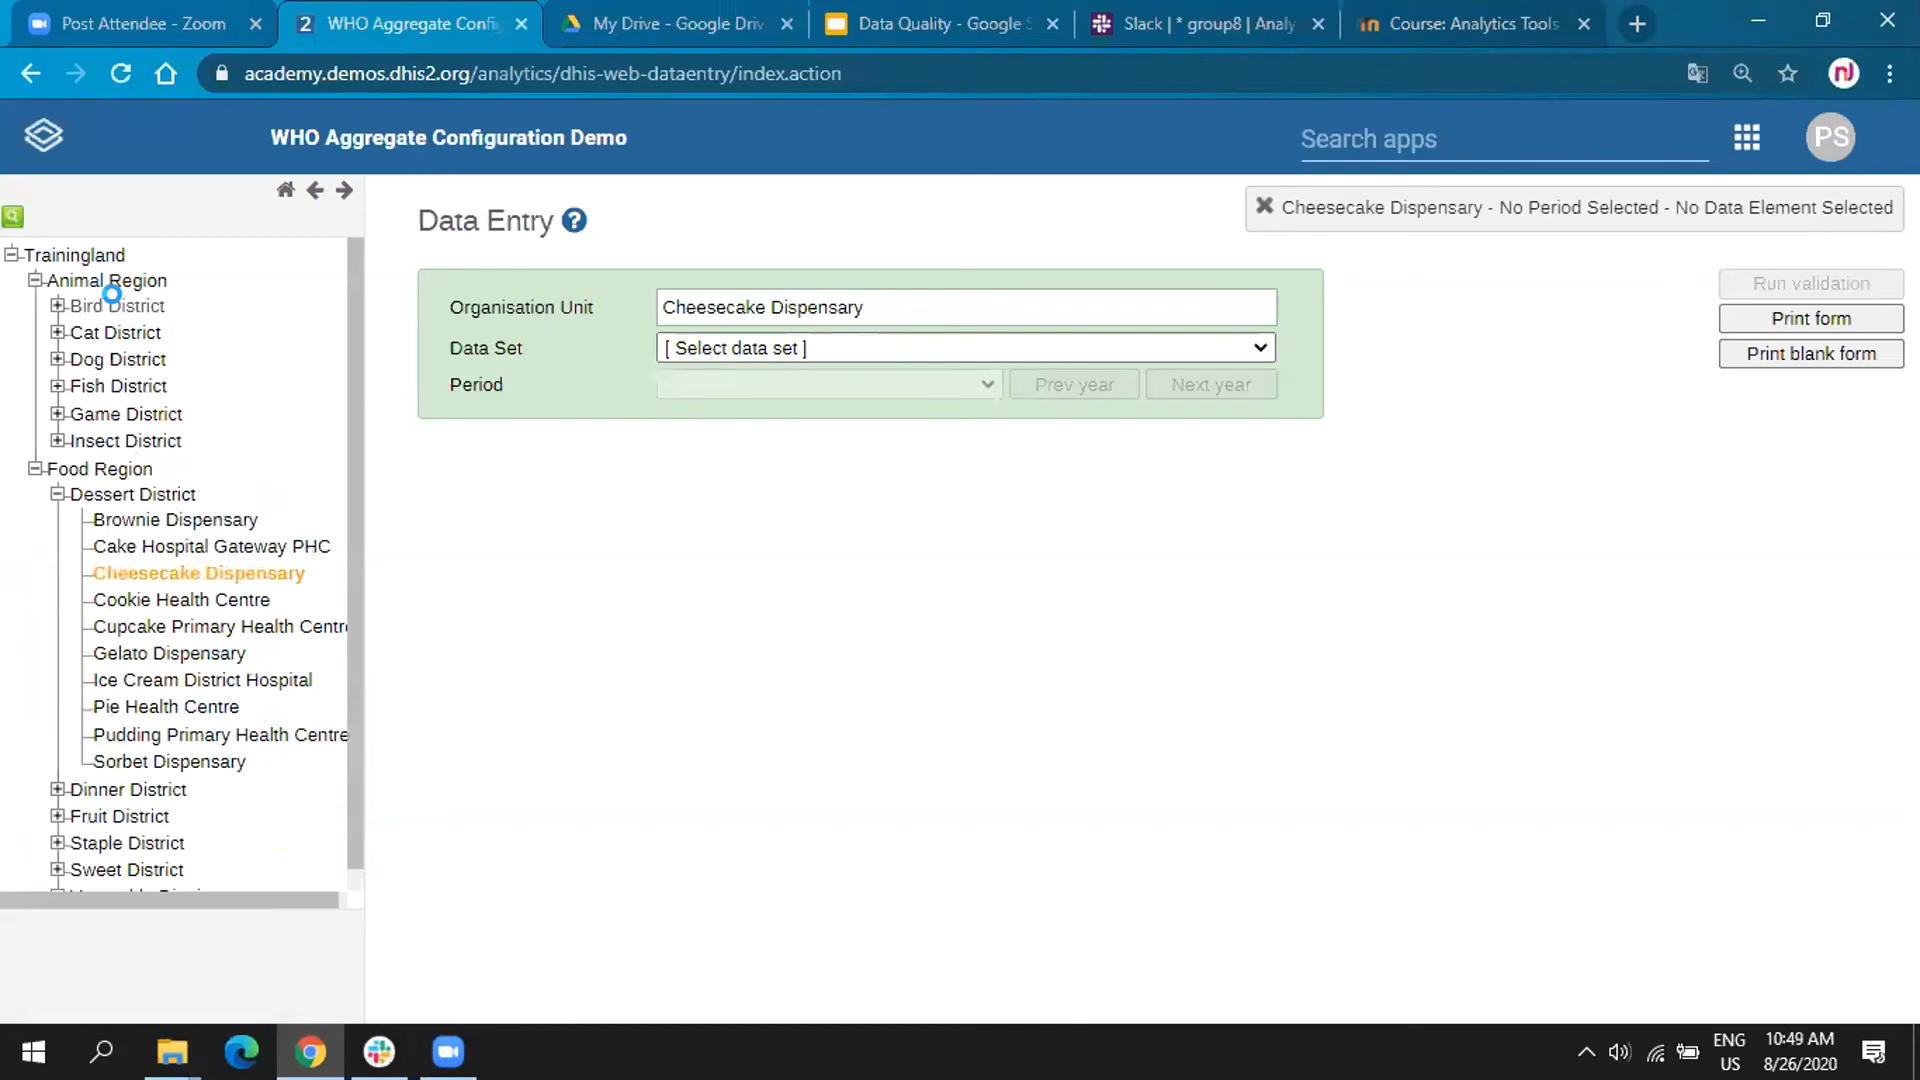 Post Attendee - Zoom
2 WHO Aggregate Config
My Drive - Google Driv
Data Quality - Google S
Slack | * group8 | Analy
Course: Analytics Tools
academy.demos.dhis2.org/analytics/dhis-web-dataentry/index.action
WHO Aggregate Configuration Demo
Search apps
PS
Data Entry ?
Cheesecake Dispensary - No Period Selected - No Data Element Selected
Trainingland
Animal Region
Bird District
Cat District
Dog District
Fish District
Game District
Insect District
Food Region
Dessert District
Brownie Dispensary
Cake Hospital Gateway PHC
Cheesecake Dispensary
Cookie Health Centre
Cupcake Primary Health Centre
Gelato Dispensary
Ice Cream District Hospital
Pie Health Centre
Pudding Primary Health Centre
Sorbet Dispensary
Dinner District
Fruit District
Staple District
Sweet District
Organisation Unit
Cheesecake Dispensary
Data Set
[ Select data set ]
Period
Prev year
Next year
Run validation
Print form
Print blank form
ENG
US
10:49 AM
8/26/2020